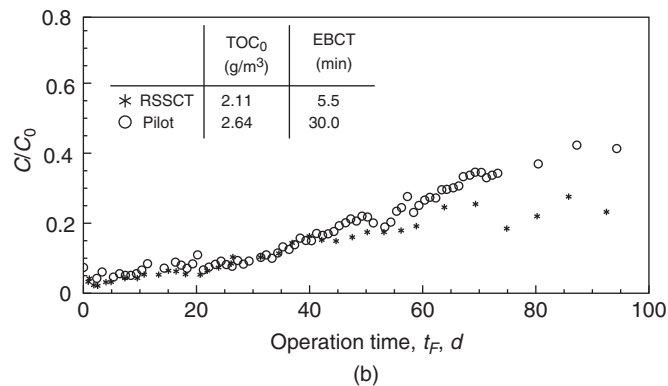 0.8
0.6
0.4
0.2
0
C/C₀
TOC₀ EBCT
(g/m³) (min)
* RSSCT 2.11 5.5
○ Pilot 2.64 30.0
0 20 40 60 80 100
Operation time, t_F, d
(b)